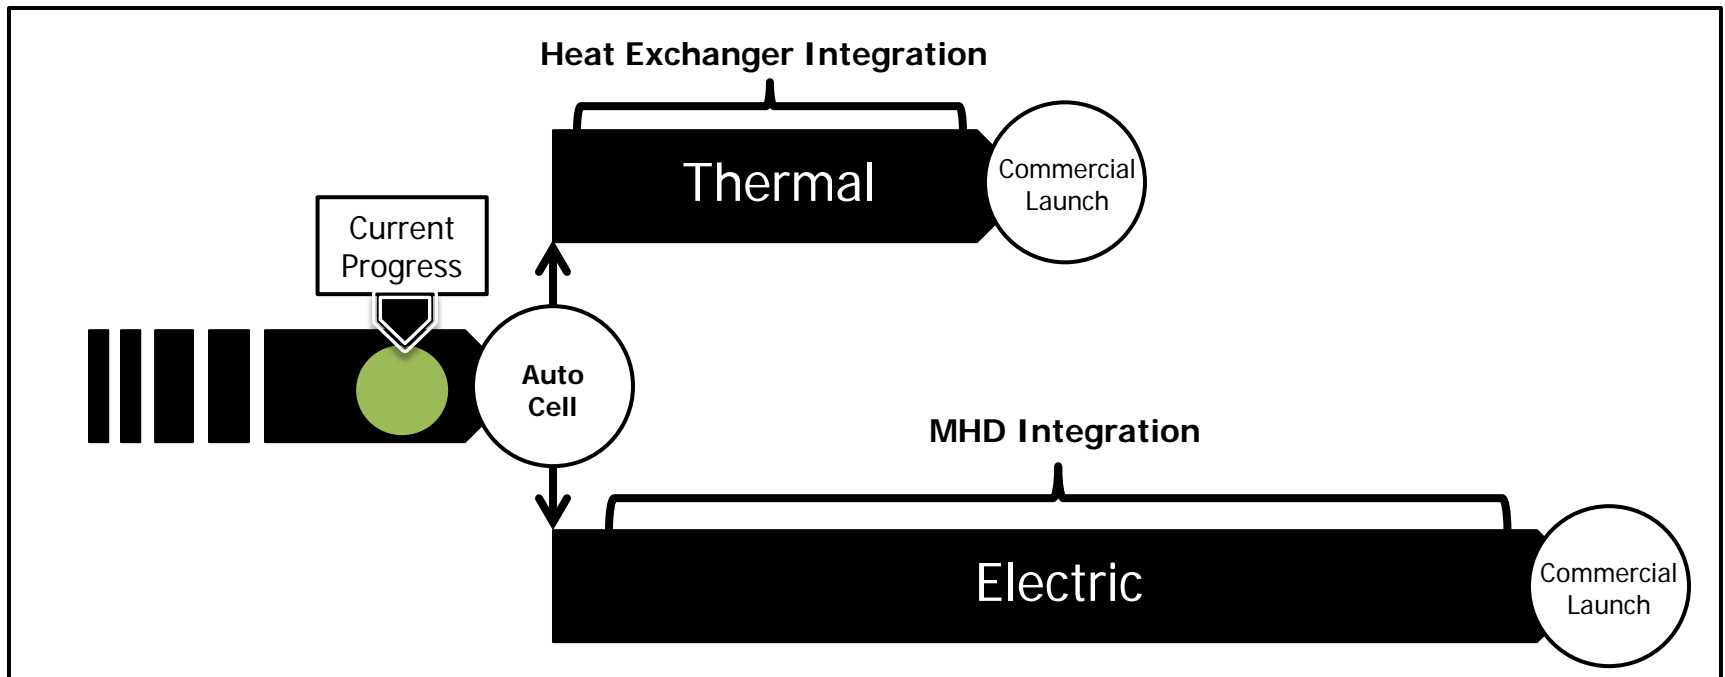 Heat Exchanger Integration
Thermal
Commercial
Launch
Current
Progress
Auto
Cell
MHD Integration
Electric
Commercial
Launch